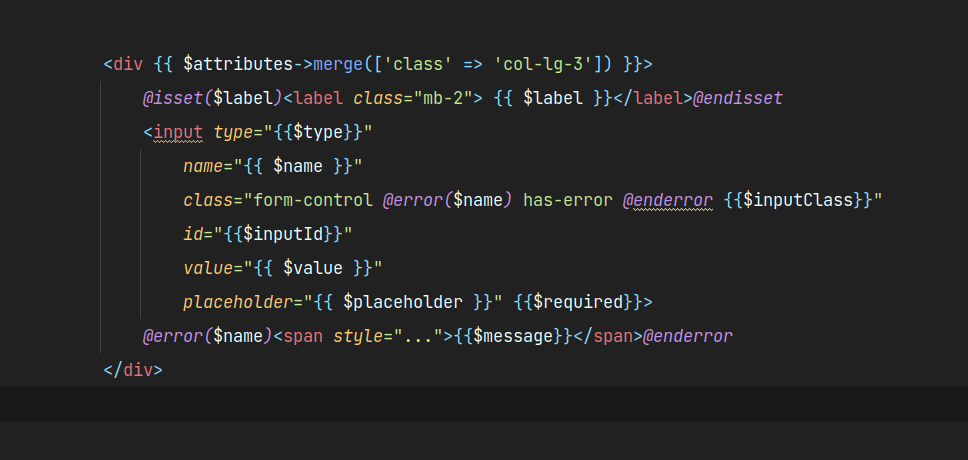 <div {{ $attributes->merge(['class' => 'col-lg-3']) }}>
@isset($label)<label class="mb-2"> {{ $label }}</label>@endisset
<input type="{{$type}}"
name="{{ $name }}"
class="form-control @error($name) has-error @enderror {{$inputClass}}"
id="{{$inputId}}"
value="{{ $value }}"
placeholder="{{ $placeholder }}" {{$required}}>
@error($name)<span style="...">{{$message}}</span>@enderror
</div>